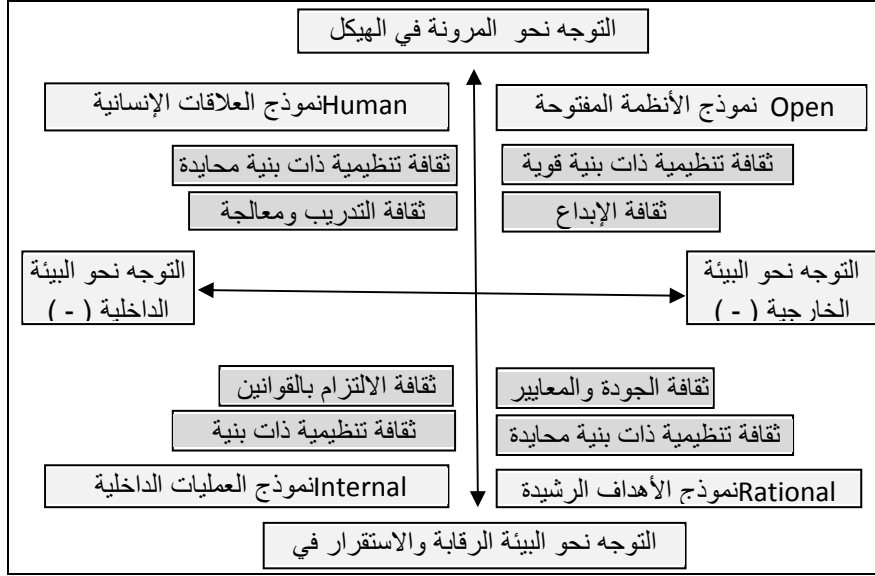 التوجه نحو المرونة في الهيكل
Open نموذج الأنظمة المفتوحة
Humanنموذج العلاقات الإنسانية
ثقافة تنظيمية ذات بنية قوية
ثقافة تنظيمية ذات بنية محايدة
ثقافة الإبداع
ثقافة التدريب ومعالجة
التوجه نحو البيئة
الخارجية ( - )
التوجه نحو البيئة
الداخلية ( - )
ثقافة الجودة والمعايير
ثقافة الالتزام بالقوانين
ثقافة تنظيمية ذات بنية محايدة
ثقافة تنظيمية ذات بنية
Rationalنموذج الأهداف الرشيدة
Internalنموذج العمليات الداخلية
التوجه نحو البيئة الرقابة والاستقرار في